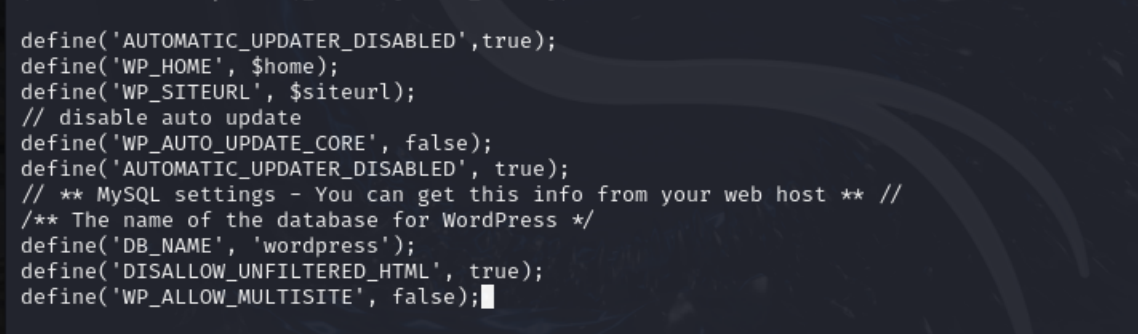 define('AUTOMATIC_UPDATER_DISABLED',true);
define('WP_HOME', $home);
define('WP_SITEURL', $siteurl);
// disable auto update
define('WP_AUTO_UPDATE_CORE', false);
define('AUTOMATIC_UPDATER_DISABLED', true);
// ** MySQL settings - You can get this info from your web host ** //
/** The name of the database for WordPress */
define('DB_NAME', 'wordpress');
define('DISALLOW_UNFILTERED_HTML', true);
define('WP_ALLOW_MULTISITE', false);